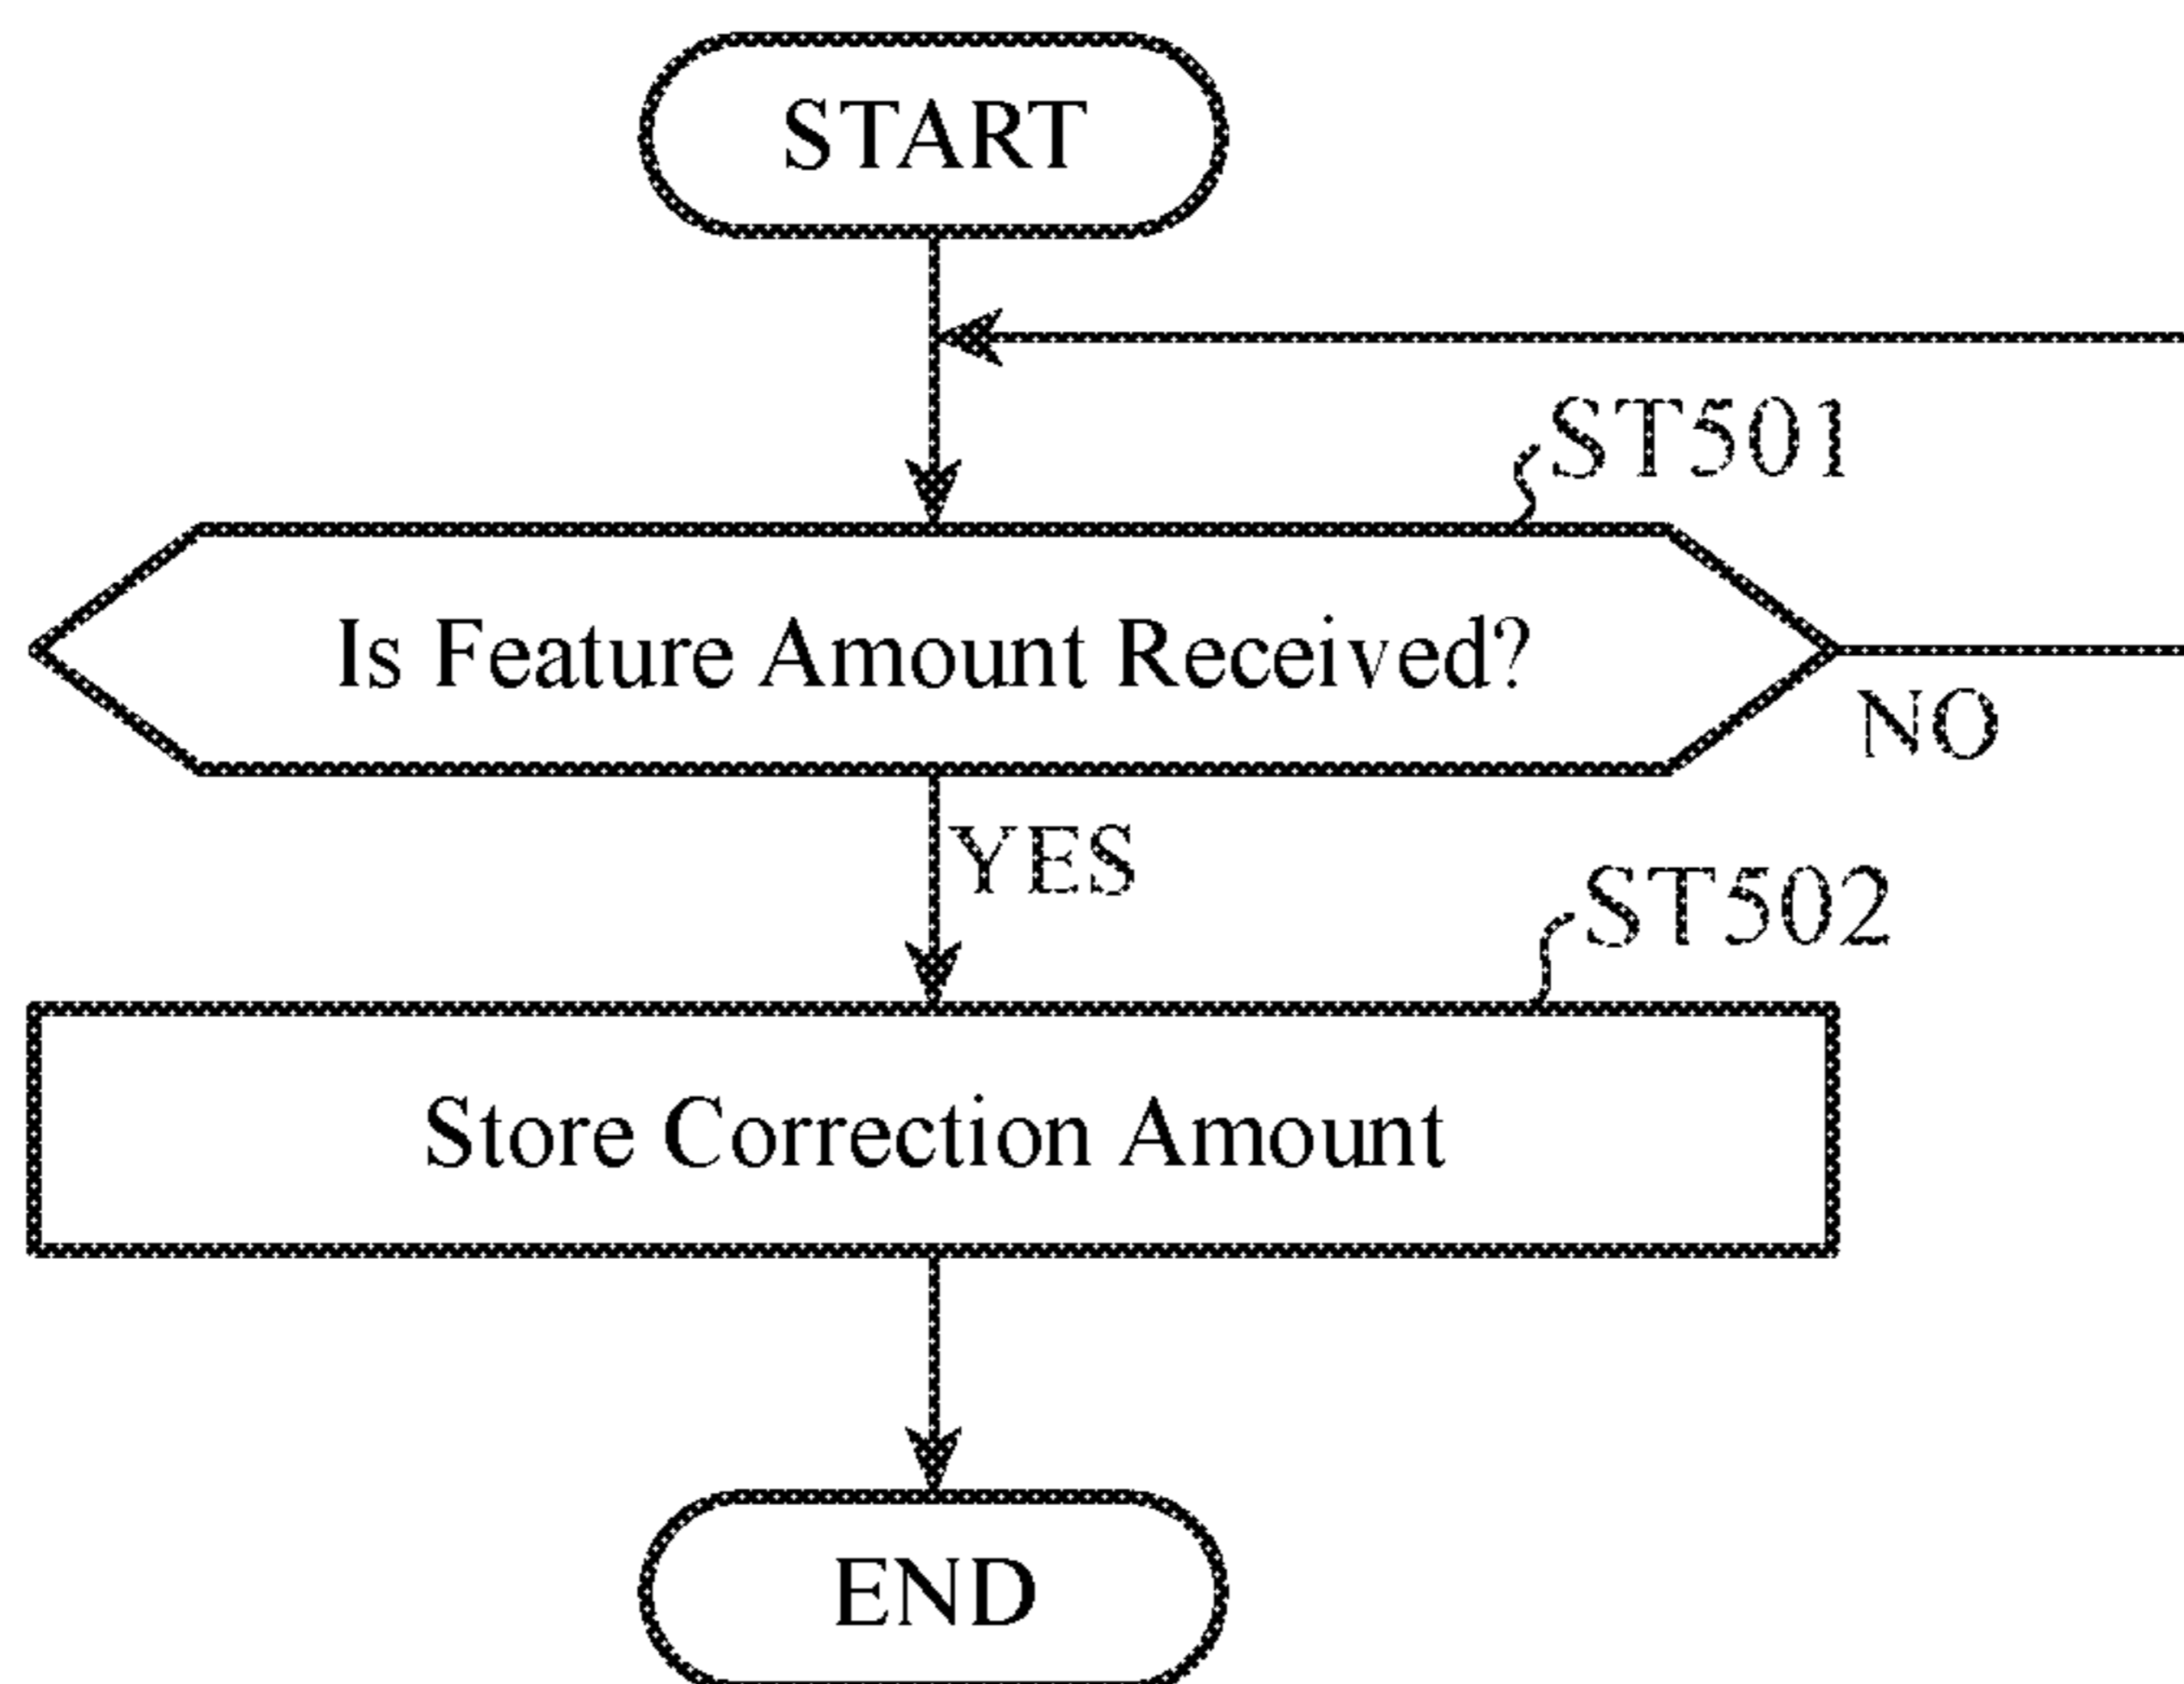 START
ST501
Is Feature Amount Received?
NO
YES
ST502
Store Correction Amount
END